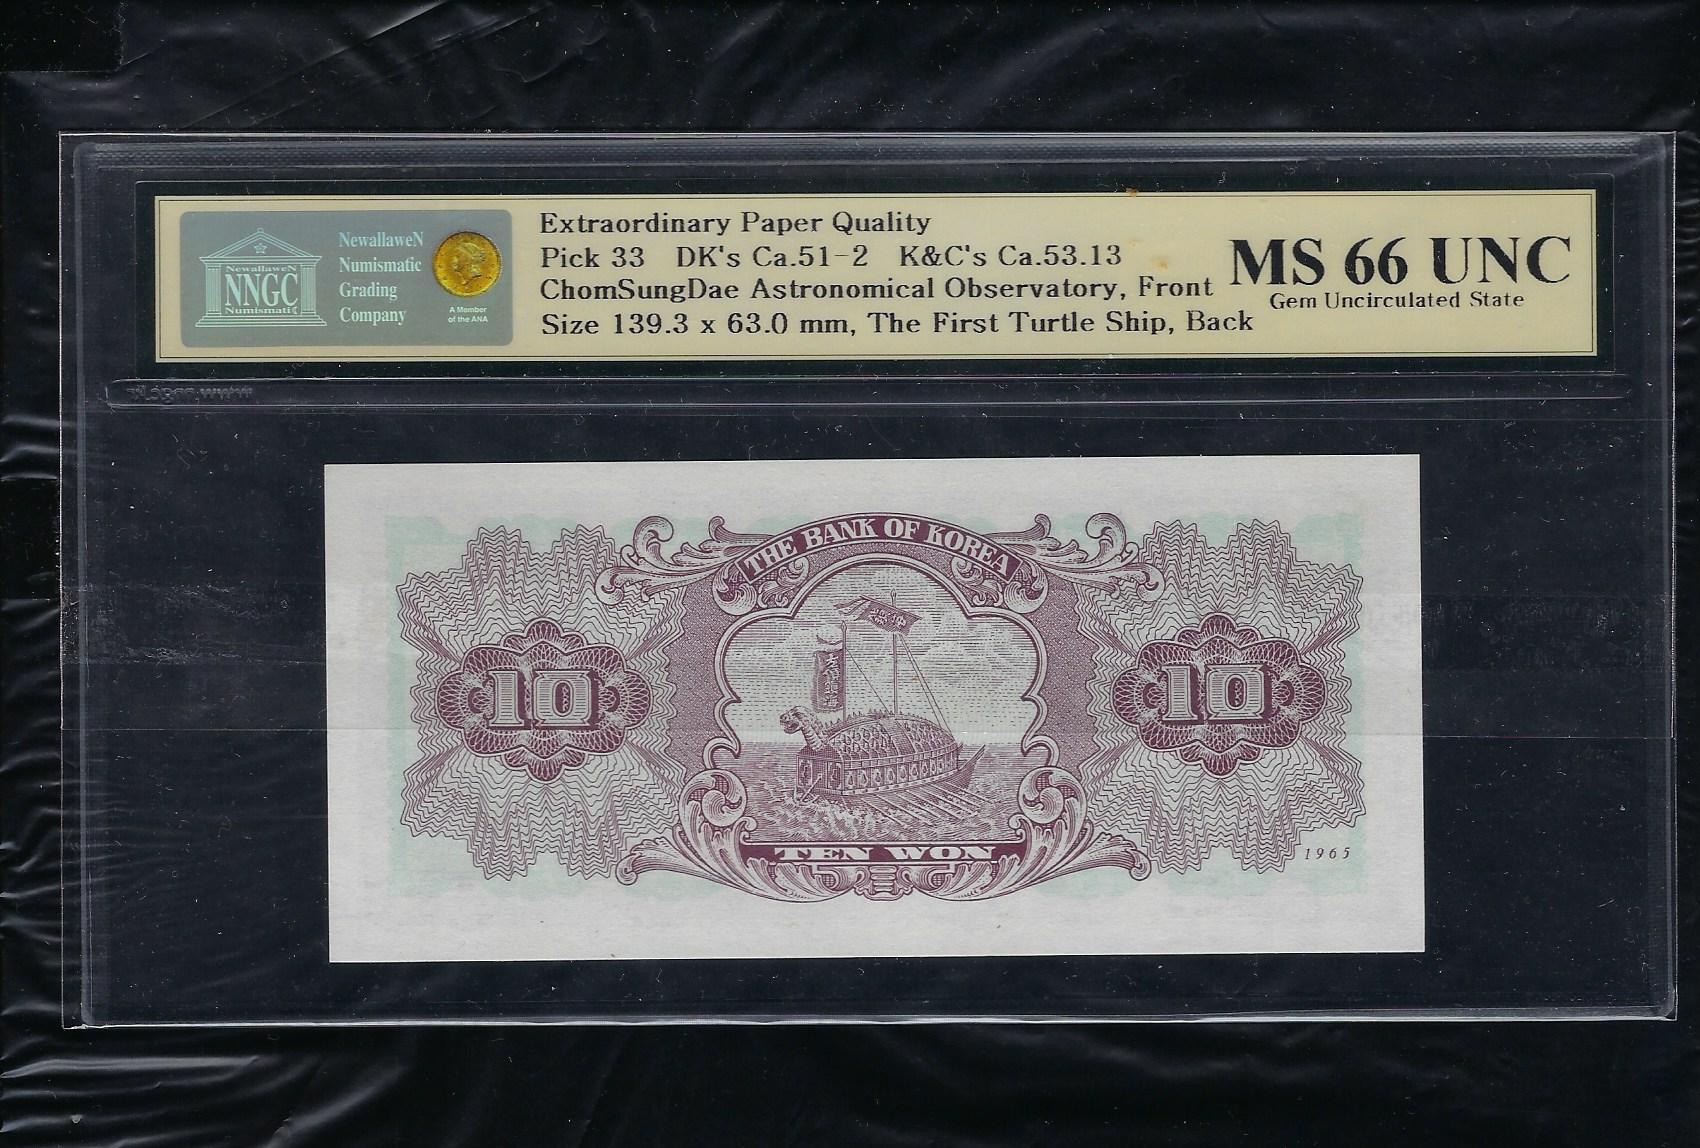 NewallaweN
NNGC
Numismatic
NewallaweN
Numismatic
Grading
Company
A Member
of the ANA
Extraordinary Paper Quality
Pick 33 DK's Ca.51-2 K&C's Ca.53.13
ChomSungDae Astronomical Observatory, Front
Size 139.3 x 63.0 mm, The First Turtle Ship, Back
MS 66 UNC
Gem Uncirculated State
THE BANK OF KOREA
10
10
TEN WON
1965